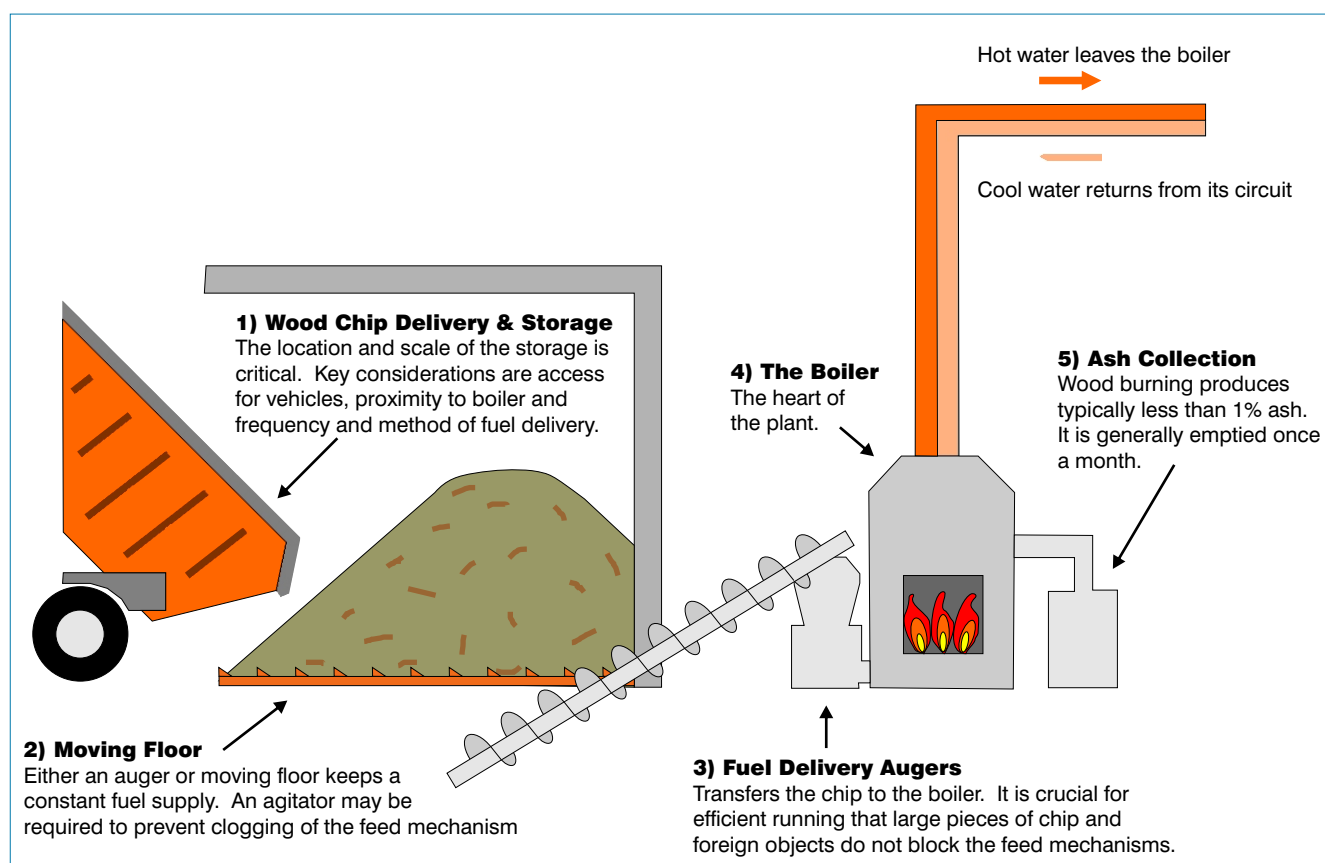 Hot water leaves the boiler
Cool water returns from its circuit
1) Wood Chip Delivery & Storage
The location and scale of the storage is
critical.  Key considerations are access
for vehicles, proximity to boiler and
frequency and method of fuel delivery.
4) The Boiler
The heart of
the plant.
5) Ash Collection
Wood burning produces
typically less than 1% ash.
It is generally emptied once
a month.
2) Moving Floor
Either an auger or moving floor keeps a
constant fuel supply.  An agitator may be
required to prevent clogging of the feed mechanism
3) Fuel Delivery Augers
Transfers the chip to the boiler.  It is crucial for
efficient running that large pieces of chip and
foreign objects do not block the feed mechanisms.